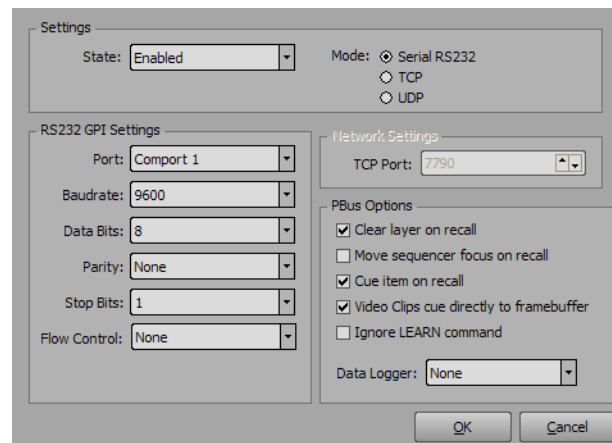 Settings
State: Enabled
Mode: Serial RS232
TCP
UDP
RS232 GPI Settings
Port: Comport 1
Baudrate: 9600
Data Bits: 8
Parity: None
Stop Bits: 1
Flow Control: None
Network Settings
TCP Port: 7790
PBus Options
Clear layer on recall
Move sequencer focus on recall
Cue item on recall
Video Clips cue directly to framebuffer
Ignore LEARN command
Data Logger: None
OK Cancel